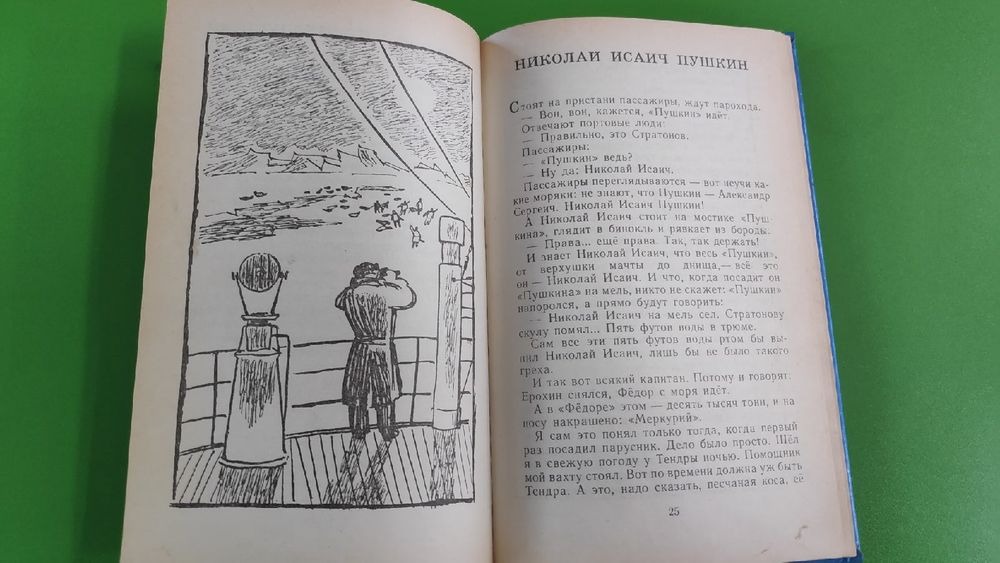 НИКОЛАЙ ИСАИЧ ПУШКИН
Стоят на пристани пассажиры, ждут парохода.
— Вон, вон, кажется, «Пушкин» идёт.
Отвечают портовые люди:
— Правильно, это Стратонов.
Пассажиры:
— «Пушкин» ведь?
— Ну да: Николай Исаич.
Пассажиры переглядываются — вот неучи ка-
кие моряки: не знают, что Пушкин — Александр
Сергеич. Николай Исаич Пушкин!
А Николай Исаич стоит на мостике «Пуш-
кина», глядит в бинокль и рявкает из бороды:
— Права... ещё права. Так, так держать!
И знает Николай Исаич, что весь «Пушкин»,
от верхушки мачты до днища,— всё это
он — Николай Исаич. И что, когда посадит он
«Пушкина» на мель, никто не скажет: «Пушкин»
напоролся, а прямо будут говорить:
— Николай Исаич на мель сел. Стратонову
скулу помял... Пять футов воды в трюме.
Сам все эти пять футов воды ртом бы вы-
пил Николай Исаич, лишь бы не было такого
греха.
И так вот всякий капитан. Потому и говорят:
Ерохин снялся, Фёдор с моря идёт.
А в «Фёдоре» этом — десять тысяч тонн, и на
носу накрашено: «Меркурий».
Я сам это понял только тогда, когда первый
раз посадил парусник. Дело было просто. Шёл
я в свежую погоду у Тендры ночью. Помощник
мой вахту стоял. Вот по времени должна уж быть
Тендра. А это, надо сказать, песчаная коса, её
25